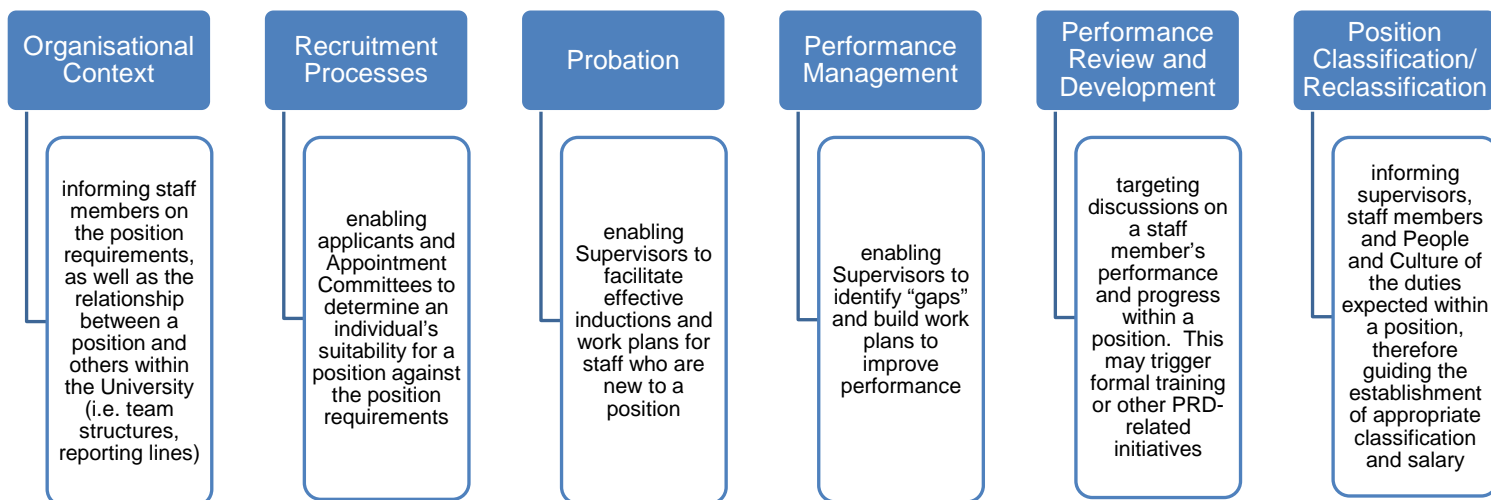 Organisational
Context
informing staff
members on
the position
requirements,
as well as the
relationship
between a
position and
others within
the University
(i.e. team
structures,
reporting lines)
Recruitment
Processes
enabling
applicants and
Appointment
Committees to
determine an
individual’s
suitability for a
position against
the position
requirements
Probation
enabling
Supervisors to
facilitate
effective
inductions and
work plans for
staff who are
new to a
position
Performance
Management
enabling
Supervisors to
identify “gaps”
and build work
plans to
improve
performance
Performance
Review and
Development
targeting
discussions on
a staff
member’s
performance
and progress
within a
position.  This
may trigger
formal training
or other PRD-
related
initiatives
Position
Classification/
Reclassification
informing
supervisors,
staff members
and People
and Culture of
the duties
expected within
a position,
therefore
guiding the
establishment
of appropriate
classification
and salary